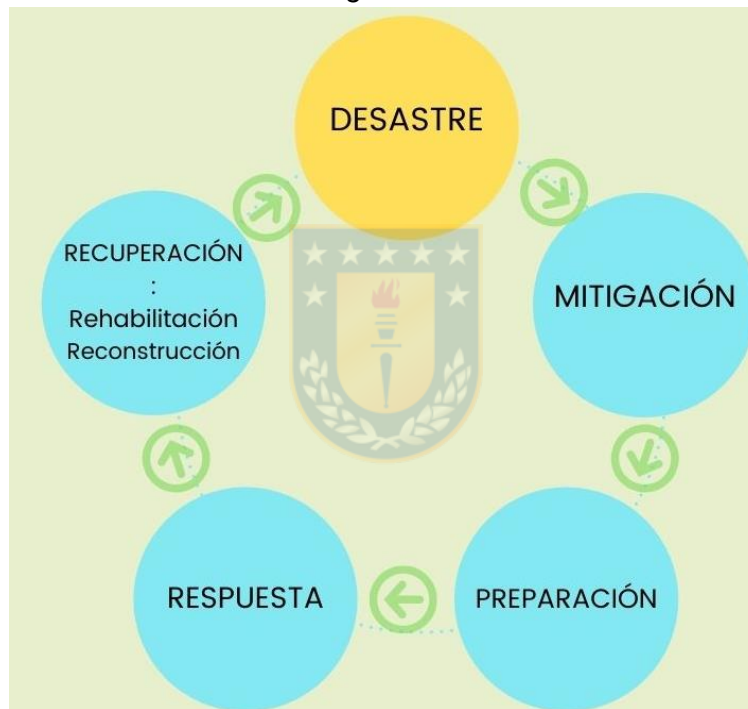 DESASTRE
MITIGACIÓN
PREPARACIÓN
RESPUESTA
RECUPERACIÓN
:
Rehabilitación
Reconstrucción